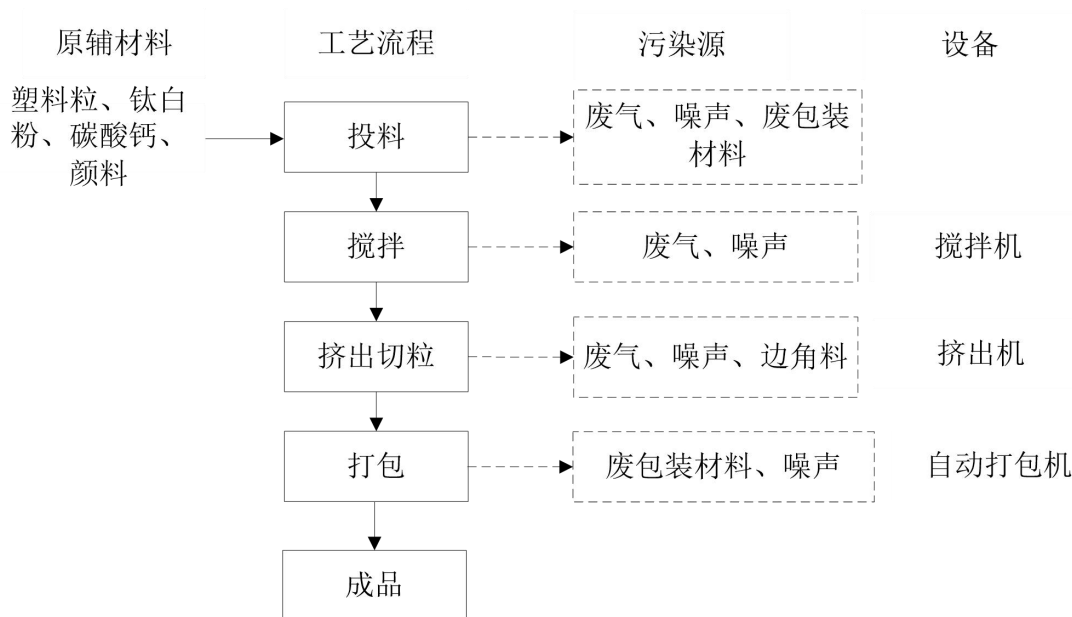 原辅材料
工艺流程
污染源
设备
塑料粒、钛白
粉、碳酸钙、
颜料
投料
废气、噪声、废包装
材料
搅拌
废气、噪声
搅拌机
挤出切粒
废气、噪声、边角料
挤出机
打包
废包装材料、噪声
自动打包机
成品